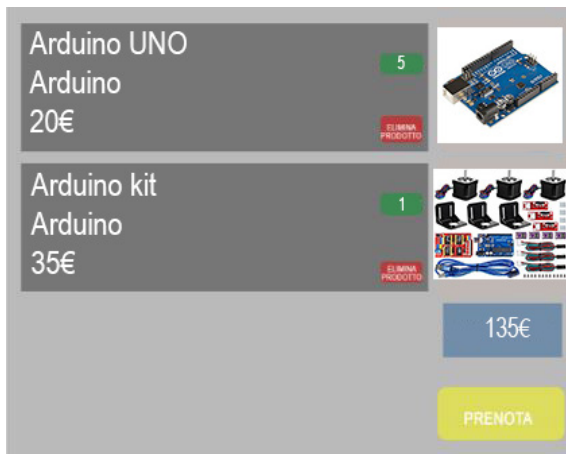 Arduino UNO
Arduino
20€
5
ELIMINA
PRODOTTO
Arduino kit
Arduino
35€
1
ELIMINA
PRODOTTO
135€
PRENOTA